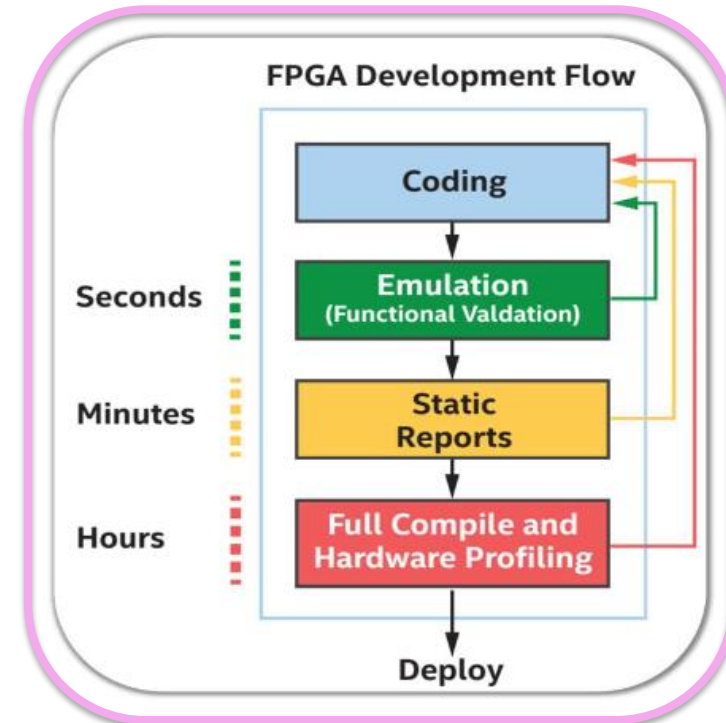 FPGA Development Flow
Coding
Seconds
Emulation
(Functional Valdation)
Minutes
Static
Reports
Hours
Full Compile and
Hardware Profiling
Deploy